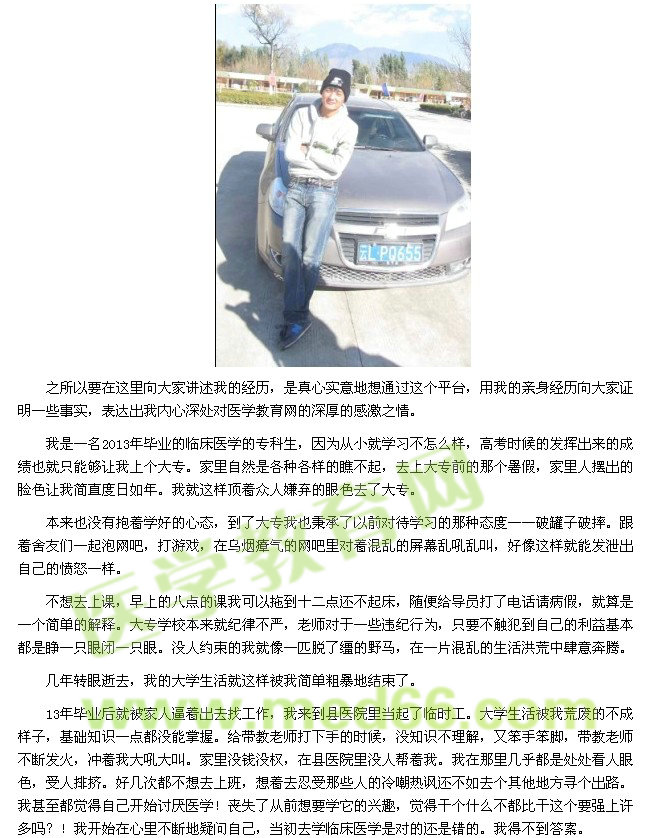 云L PQ655
之所以要在这里向大家讲述我的经历，是真心实意地想通过这个平台，用我的亲身经历向大家证
明一些事实，表达出我内心深处对医学教育网的深厚的感激之情。
我是一名2013年毕业的临床医学的专科生，因为从小就学习不怎么样，高考时候的发挥出来的成
绩也就只能够让我上个大专。家里自然是各种各样的瞧不起，去上大专前的那个暑假，家里人摆出的
脸色让我简直度日如年。我就这样顶着众人嫌弃的眼色去了大专。
本来也没有抱着学好的心态，到了大专我也秉承了以前对待学习的那种态度——破罐子破摔。跟
着舍友们一起泡网吧，打游戏，在乌烟瘴气的网吧里对着混乱的屏幕乱吼乱叫，好像这样就能发泄出
自己的愤怒一样。
不想去上课，早上的八点的课我可以拖到十二点还不起床，随便给导员打了电话请病假，就算是
一个简单的解释。大专学校本来就纪律不严，老师对于一些违纪行为，只要不触犯到自己的利益基本
都是睁一只眼闭一只眼。没人约束的我就像一匹脱了缰的野马，在一片混乱的生活洪荒中肆意奔腾。
几年转眼逝去，我的大学生活就这样被我简单粗暴地结束了。
13年毕业后就被家人逼着出去找工作，我来到县医院里当起了临时工。大学生活被我荒废的不成
样子，基础知识一点都没能掌握。给带教老师打下手的时候，没知识不理解，又笨手笨脚，带教老师
不断发火，冲着我大吼大叫。家里没钱没权，在县医院里没人帮着我。我在那里几乎都是处处看人眼
色，受人排挤。好几次都不想去上班，想着去忍受那些人的冷嘲热讽还不如去个其他地方寻个出路。
我甚至都觉得自己开始讨厌医学！丧失了从前想要学它的兴趣，觉得干个什么不都比干这个要强上许
多吗？！我开始在心里不断地疑问自己，当初去学临床医学是对的还是错的。我得不到答案。
医学教育网
www.med66.com